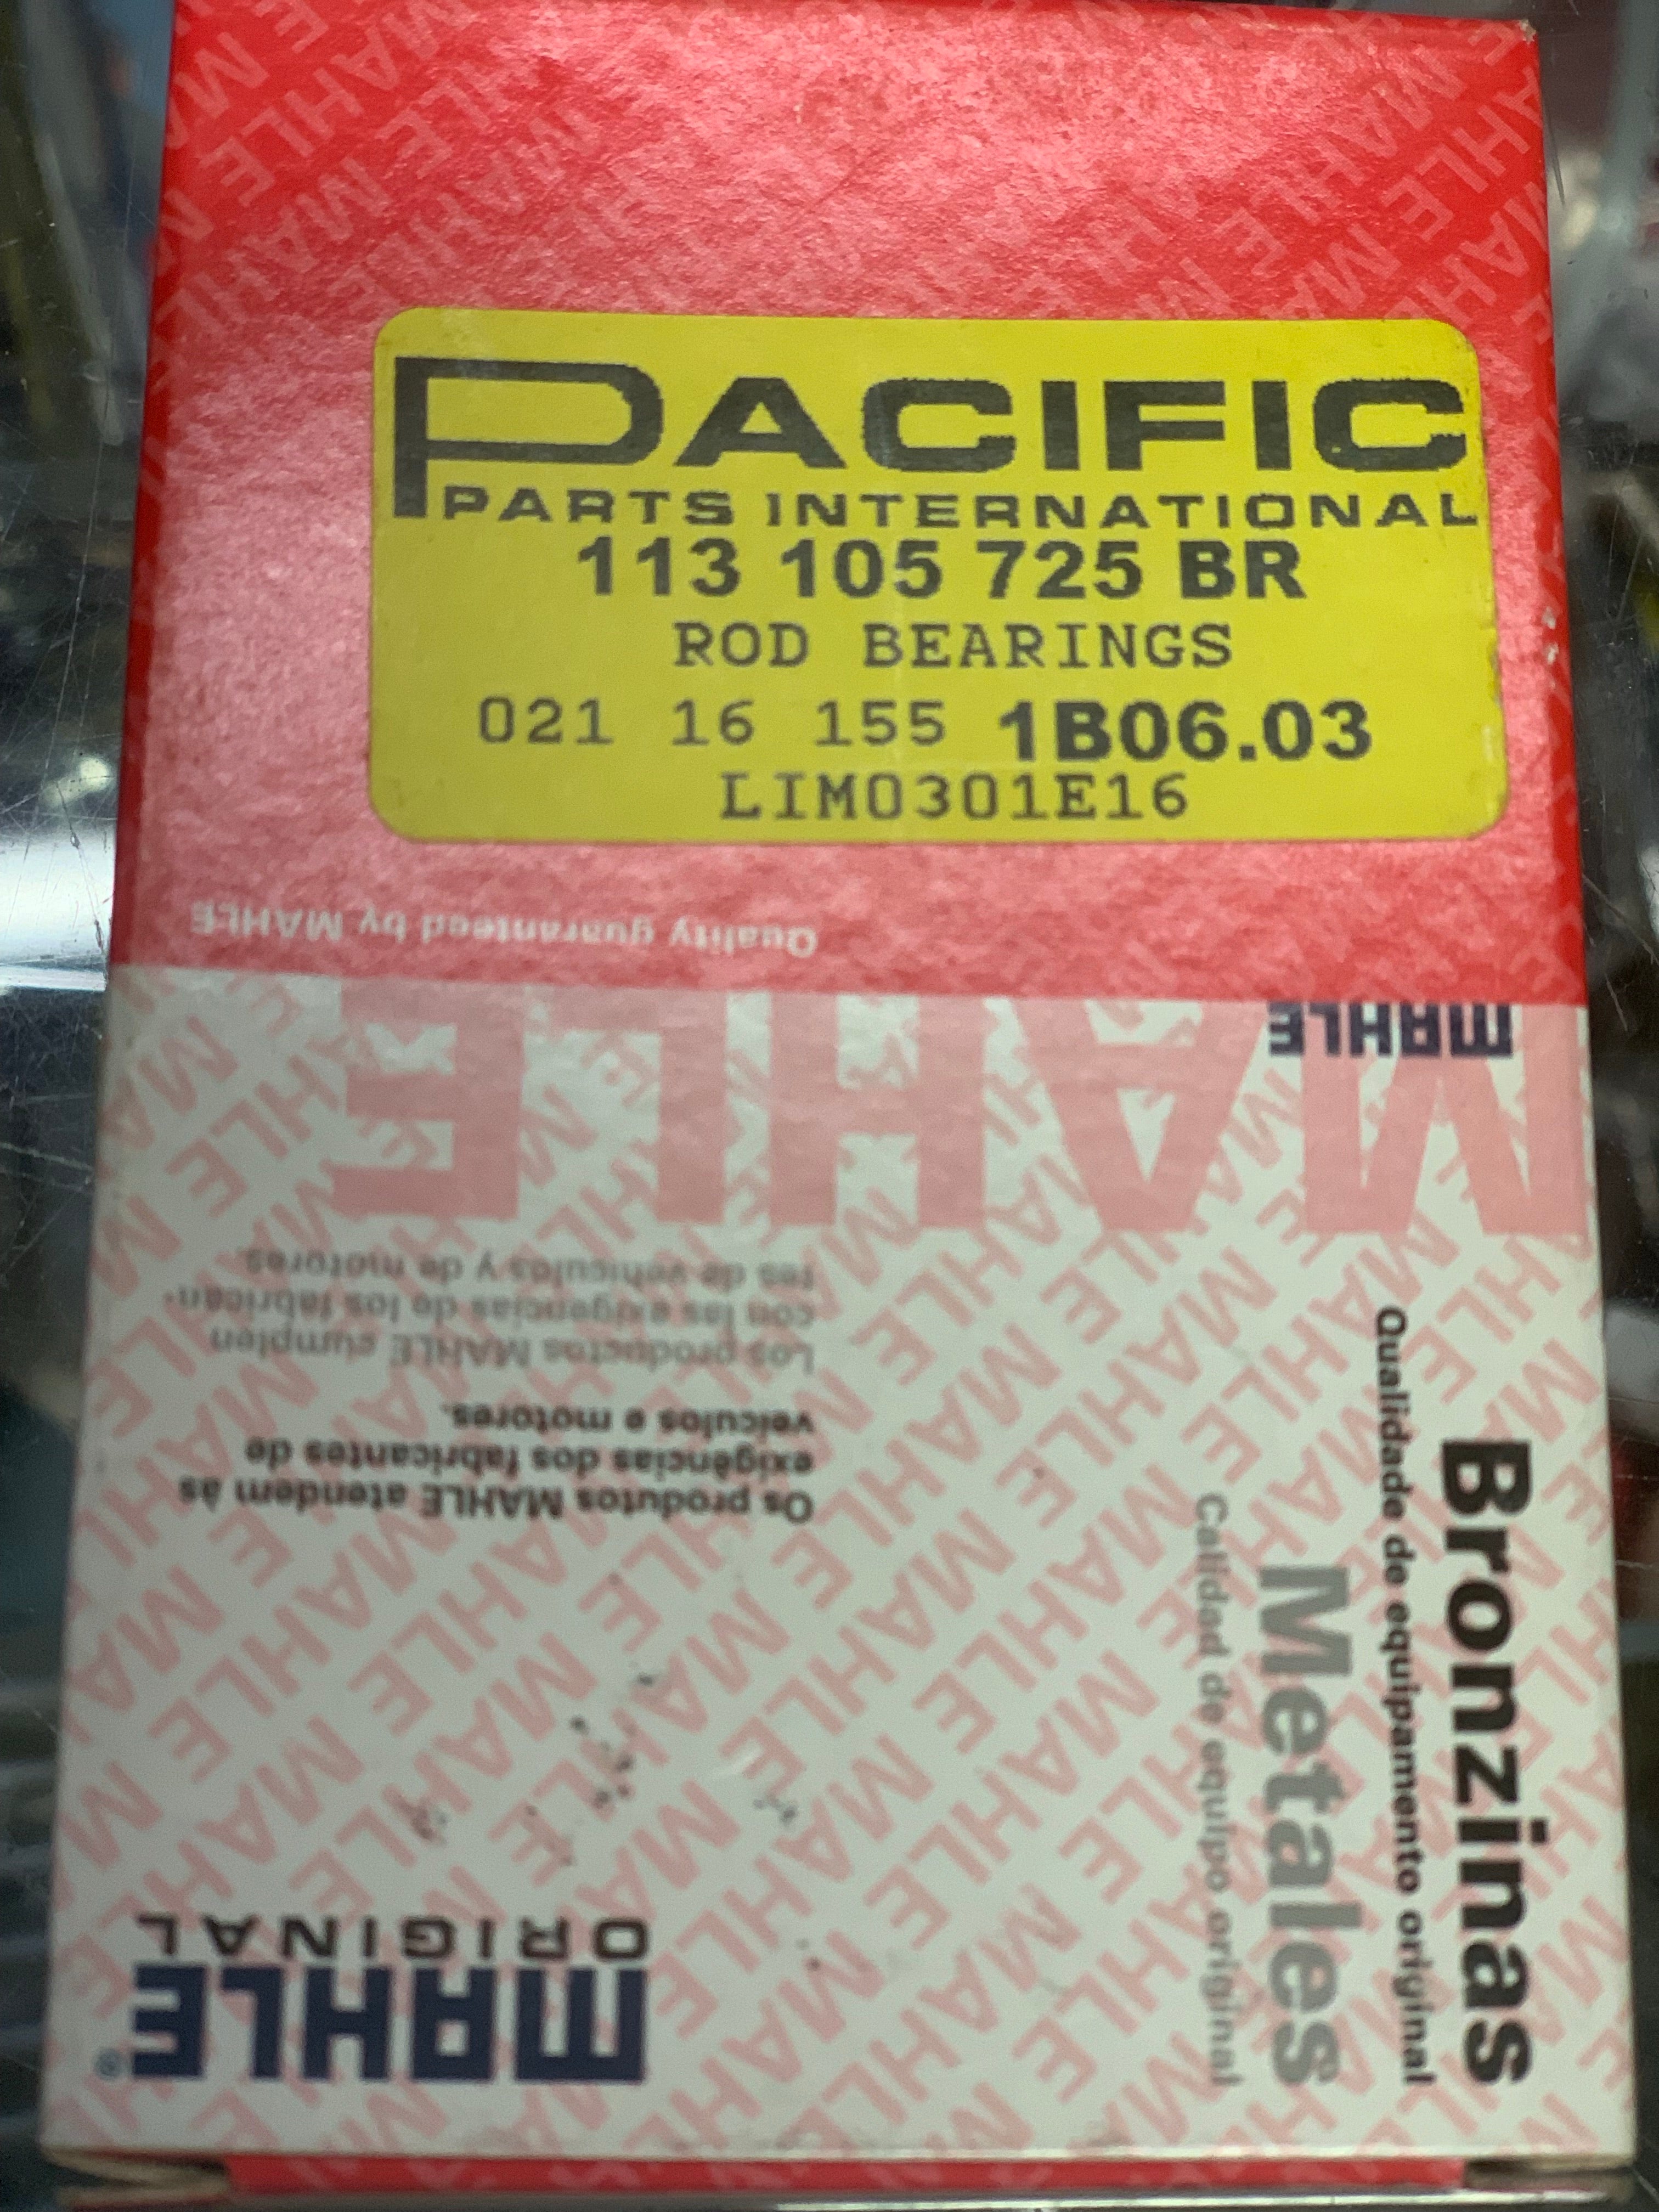 PACIFIC
PARTS INTERNATIONAL
113 105 725 BR
ROD BEARINGS
021 16 155 1B06.03
LIM0301E16
Quality guaranteed by MAHLE
MAHLE
MAHLE
Bronzinas
Qualidade de equipamento original
Metales
Calidad de equipo original
MAHLE
ORIGINAL
Os produtos MAHLE atendem às
exigências dos fabricantes de
veículos e motores.
Los productos MAHLE cumplen
con las exigencias de los fabrican-
tes de vehículos y de motores.